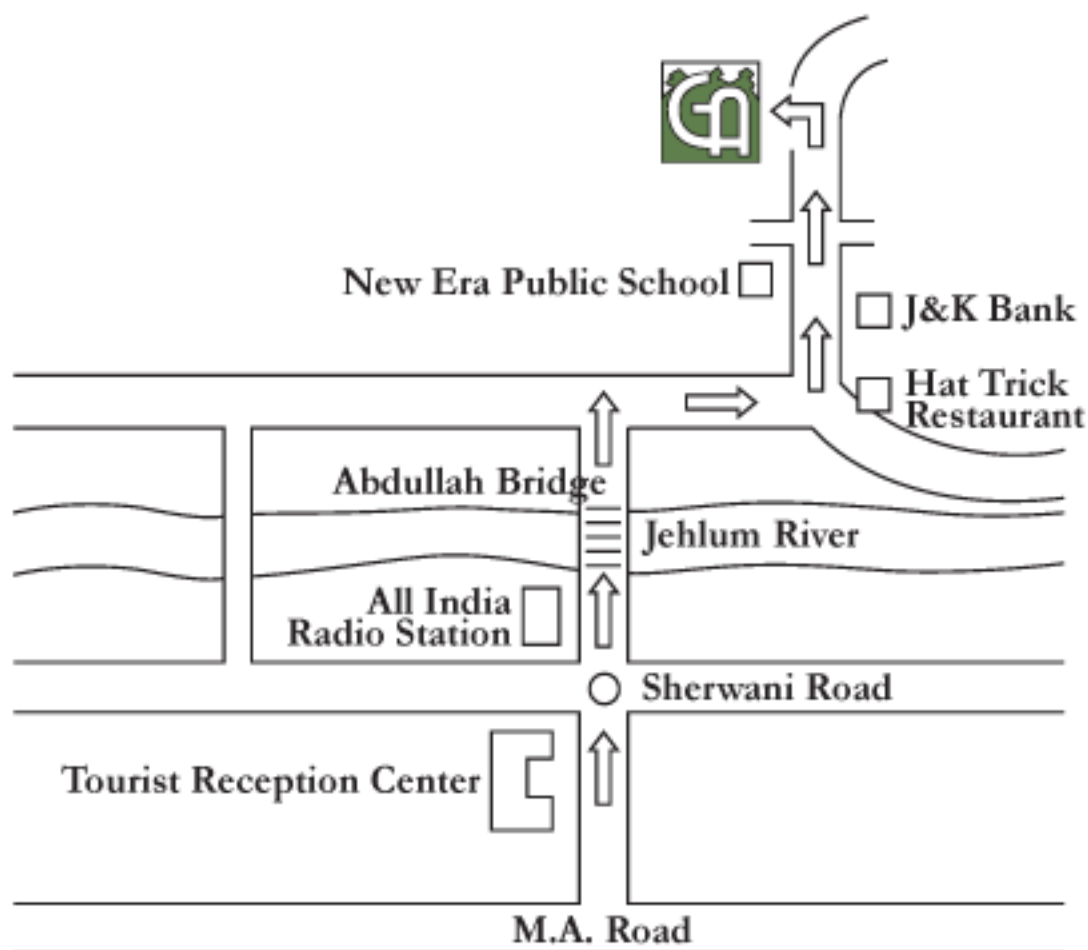 New Era Public School
J&K Bank
Hat Trick
Restaurant
Abdullah Bridge
Jehlum River
All India
Radio Station
Sherwani Road
Tourist Reception Center
M.A. Road